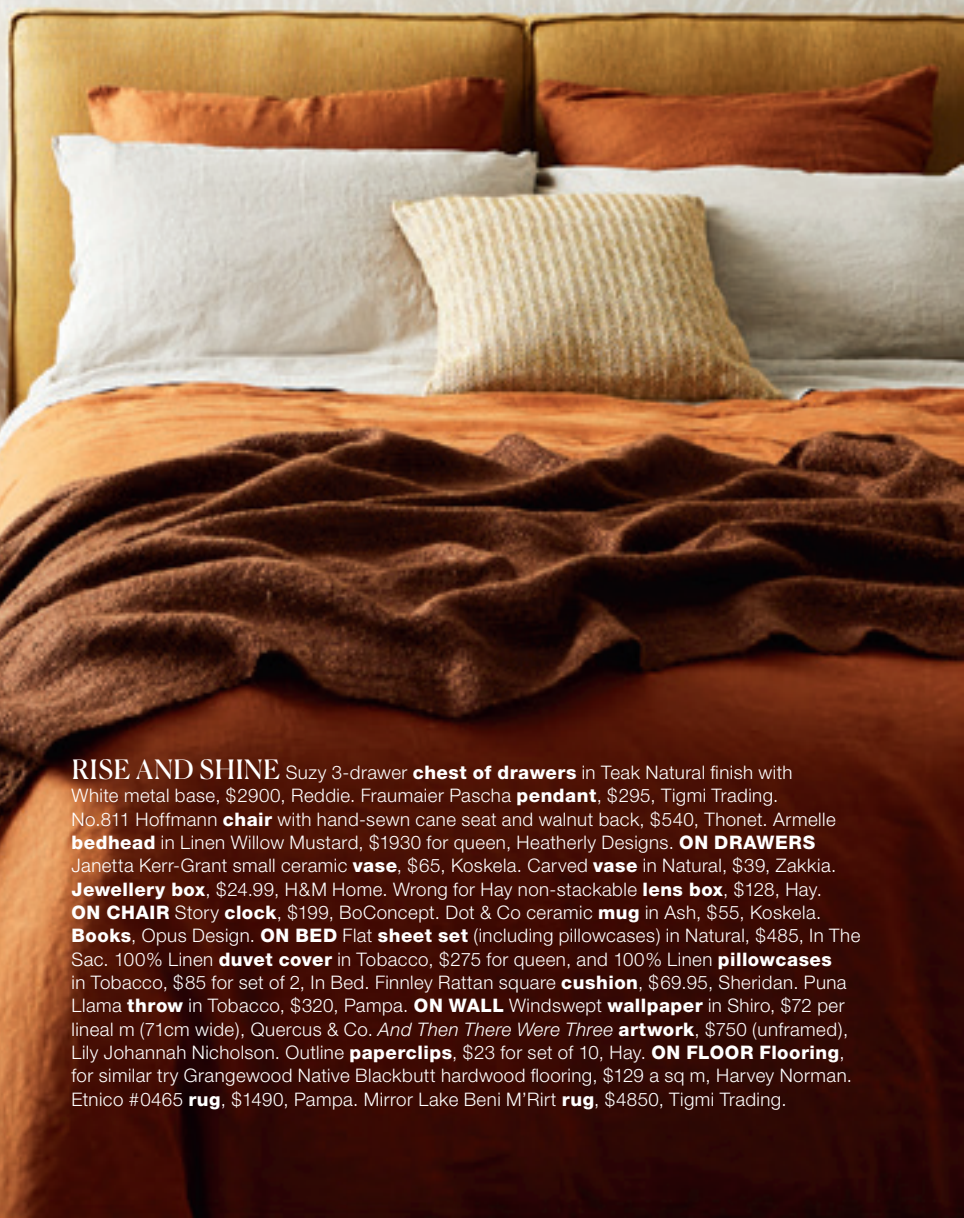 RISE AND SHINE Suzy 3-drawer chest of drawers in Teak Natural finish with
White metal base, $2900, Reddie. Fraumaier Pascha pendant, $295, Tigmi Trading.
No.811 Hoffmann chair with hand-sewn cane seat and walnut back, $540, Thonet. Armelle
bedhead in Linen Willow Mustard, $1930 for queen, Heatherly Designs. ON DRAWERS
Janetta Kerr-Grant small ceramic vase, $65, Koskela. Carved vase in Natural, $39, Zakkia.
Jewellery box, $24.99, H&M Home. Wrong for Hay non-stackable lens box, $128, Hay.
ON CHAIR Story clock, $199, BoConcept. Dot & Co ceramic mug in Ash, $55, Koskela.
Books, Opus Design. ON BED Flat sheet set (including pillowcases) in Natural, $485, In The
Sac. 100% Linen duvet cover in Tobacco, $275 for queen, and 100% Linen pillowcases
in Tobacco, $85 for set of 2, In Bed. Finnley Rattan square cushion, $69.95, Sheridan. Puna
Llama throw in Tobacco, $320, Pampa. ON WALL Windswept wallpaper in Shiro, $72 per
lineal m (71cm wide), Quercus & Co. And Then There Were Three artwork, $750 (unframed),
Lily Johannah Nicholson. Outline paperclips, $23 for set of 10, Hay. ON FLOOR Flooring,
for similar try Grangewood Native Blackbutt hardwood flooring, $129 a sq m, Harvey Norman.
Etnico #0465 rug, $1490, Pampa. Mirror Lake Beni M'Rirt rug, $4850, Tigmi Trading.